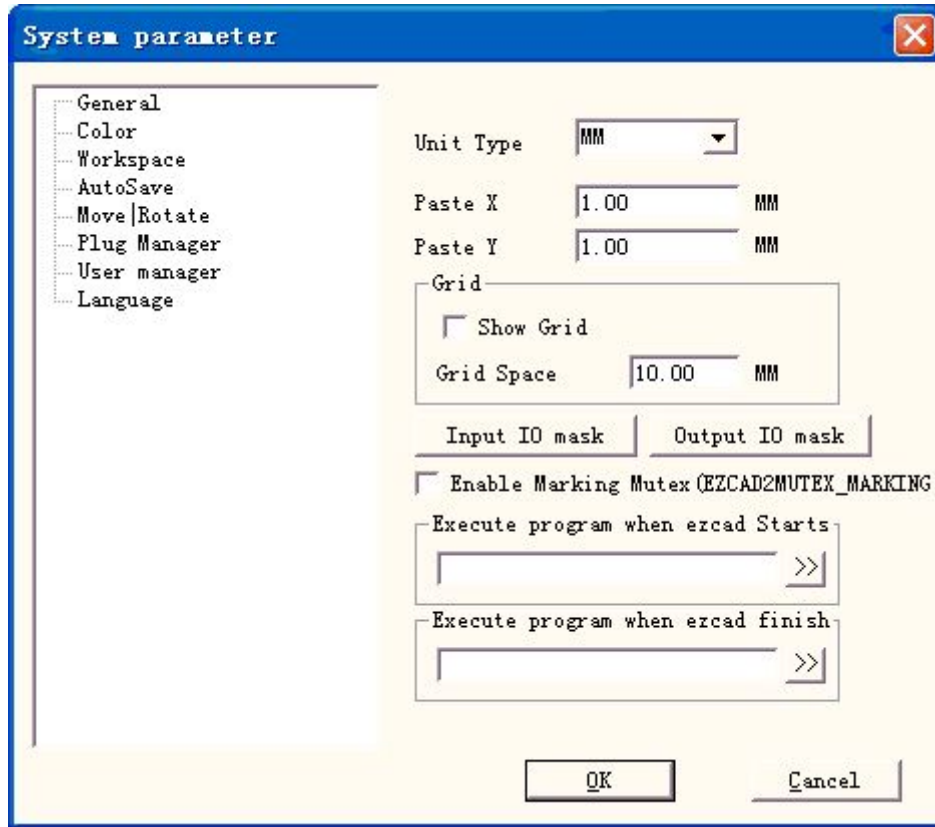 System parameter
General
Color
Workspace
AutoSave
Move|Rotate
Plug Manager
User manager
Language
Unit Type MM
Paste X 1.00 MM
Paste Y 1.00 MM
Grid
Show Grid
Grid Space 10.00 MM
Input IO mask Output IO mask
Enable Marking Mutex(EZCAD2MUTEX_MARKING
Execute program when ezcad Starts
>>
Execute program when ezcad finish
>>
OK Cancel